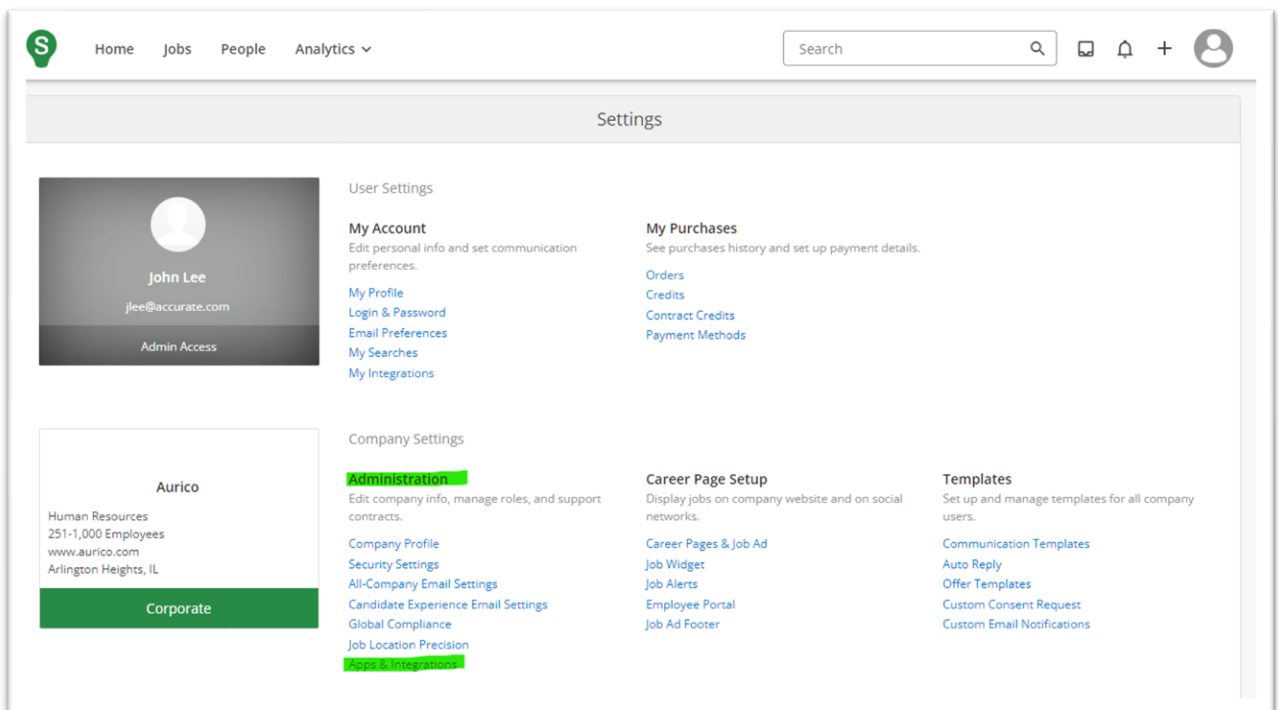 S
Home Jobs People Analytics
Search
Settings
John Lee
jlee@accurate.com
Admin Access
User Settings
My Account
Edit personal info and set communication
preferences.
My Profile
Login & Password
Email Preferences
My Searches
My Integrations
My Purchases
See purchases history and set up payment details.
Orders
Credits
Contract Credits
Payment Methods
Aurico
Human Resources
251-1,000 Employees
www.aurico.com
Arlington Heights, IL
Corporate
Company Settings
Administration
Edit company info, manage roles, and support
contracts.
Company Profile
Security Settings
All-Company Email Settings
Candidate Experience Email Settings
Global Compliance
Job Location Precision
Apps & Integrations
Career Page Setup
Display jobs on company website and on social
networks.
Career Pages & Job Ad
Job Widget
Job Alerts
Employee Portal
Job Ad Footer
Templates
Set up and manage templates for all company
users.
Communication Templates
Auto Reply
Offer Templates
Custom Consent Request
Custom Email Notifications